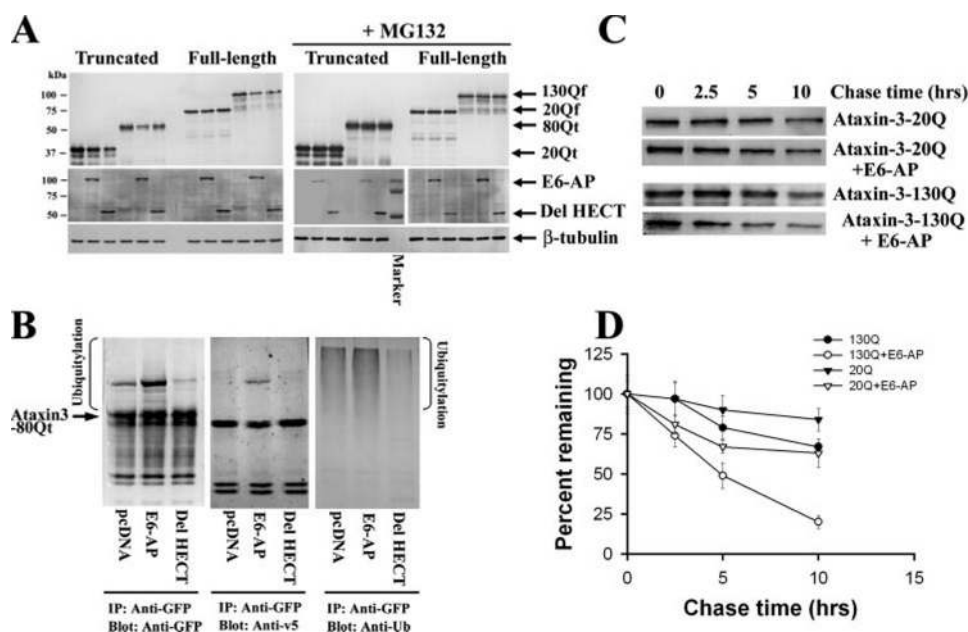 A
+ MG132
Truncated Full-length Truncated Full-length
kDa
100
75
50
37
100
75
50
130Qf
20Qf
80Qt
20Qt
E6-AP
Del HECT
β-tubulin
Marker
B
Ubiquitylation
Ataxin3
-80Qt
Ubiquitylation
pcDNA E6-AP Del HECT pcDNA E6-AP Del HECT pcDNA E6-AP Del HECT
IP: Anti-GFP IP: Anti-GFP IP: Anti-GFP
Blot: Anti-GFP Blot: Anti-v5 Blot: Anti-Ub
C
0 2.5 5 10 Chase time (hrs)
Ataxin-3-20Q
Ataxin-3-20Q
+E6-AP
Ataxin-3-130Q
Ataxin-3-130Q
+ E6-AP
D
130Q
130Q+E6-AP
20Q
20Q+E6-AP
Percent remaining
125
100
75
50
25
0
0 5 10 15
Chase time (hrs)